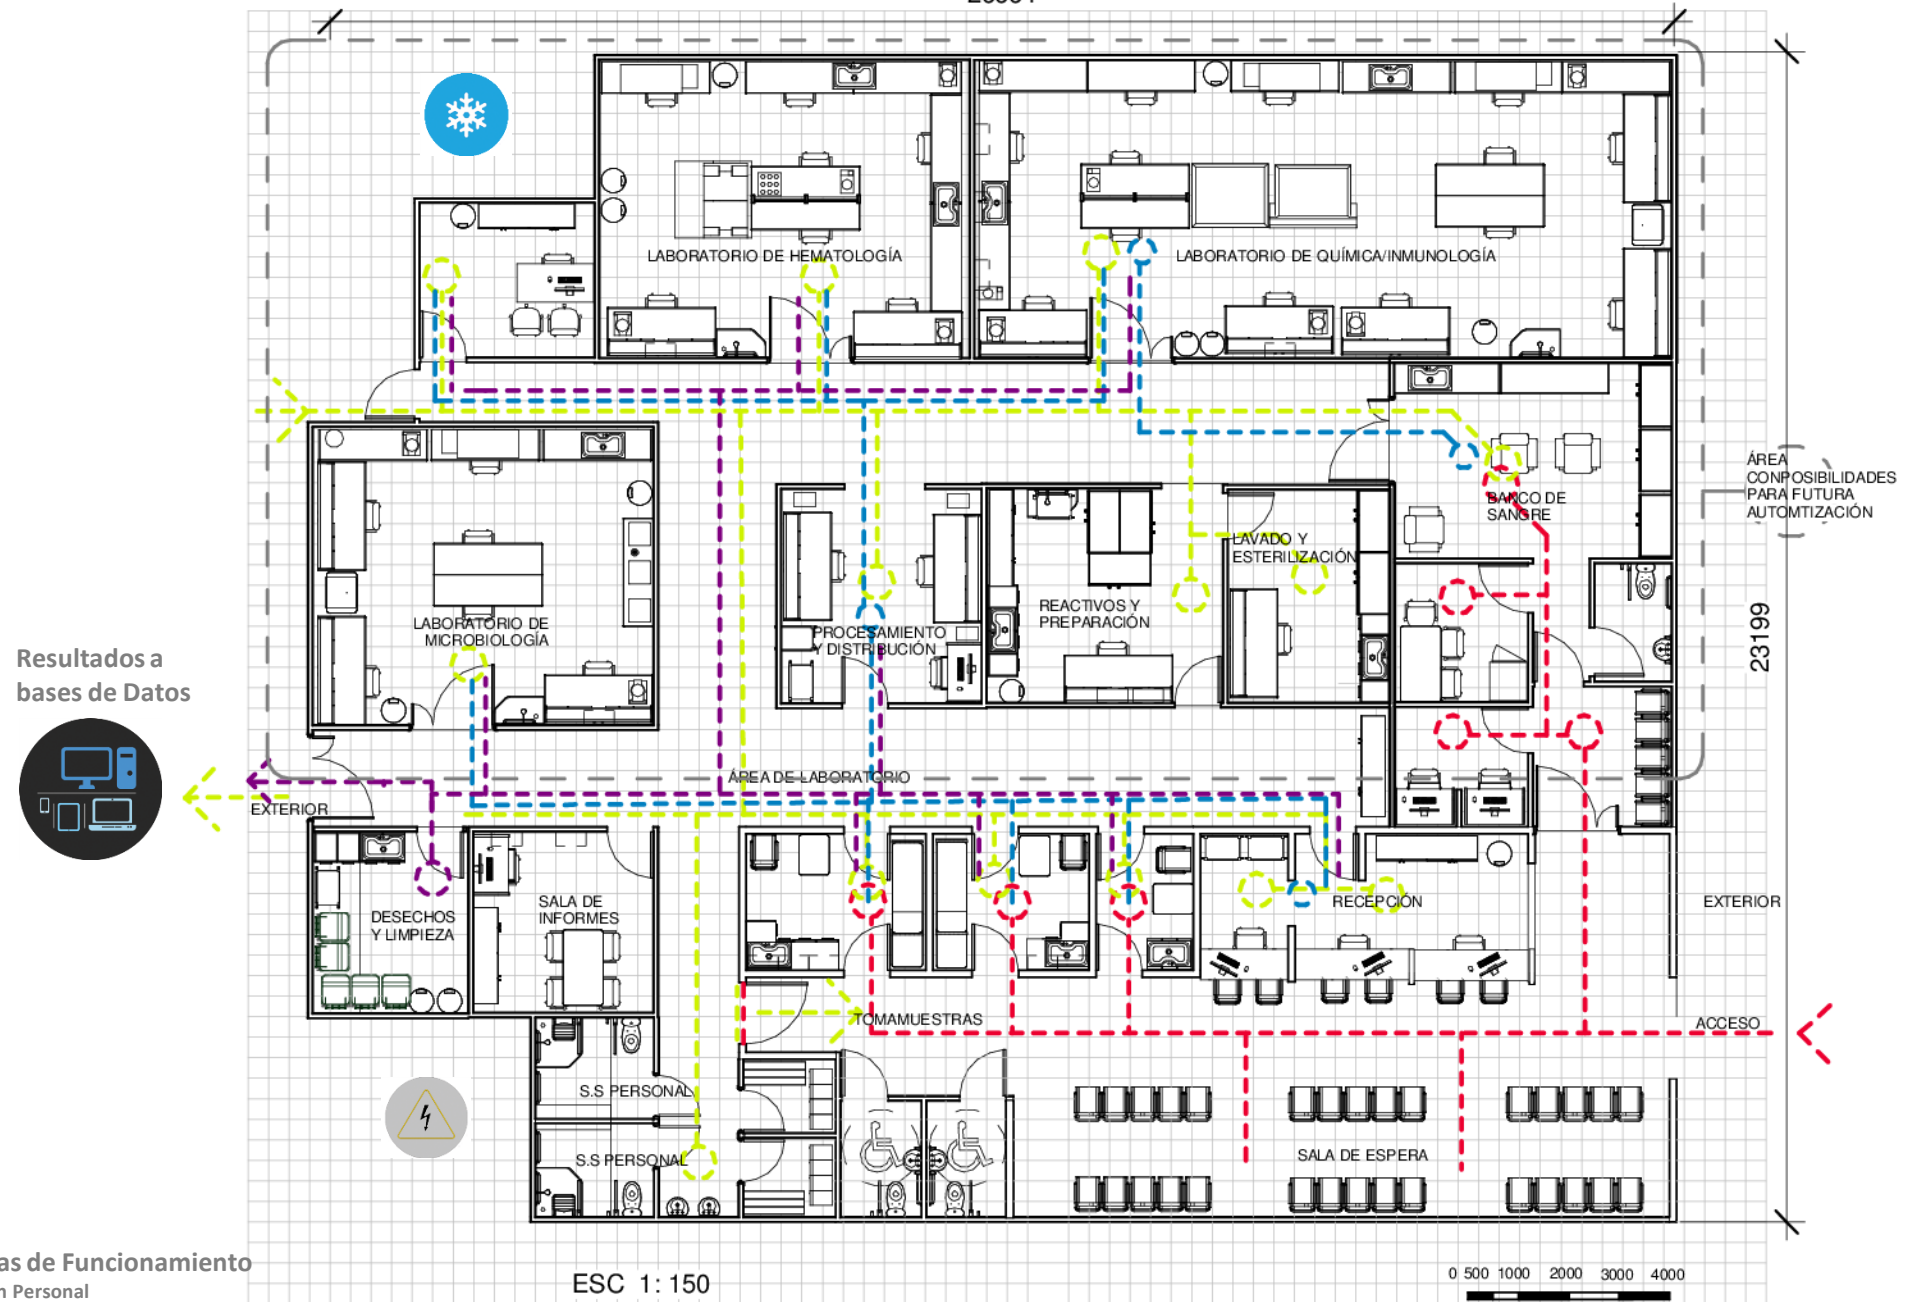 LABORATORIO DE HEMATOLOGÍA
LABORATORIO DE QUÍMICA/INMUNOLOGÍA
ÁREA
CONPOSIBILIDADES
PARA FUTURA
AUTOMTIZACIÓN
BANCO DE
SANGRE
LAVADO Y
ESTERILIZACIÓN
REACTIVOS Y
PREPARACIÓN
PROCESAMIENTO
Y DISTRIBUCIÓN
LABORATORIO DE
MICROBIOLOGÍA
23199
Resultados a
bases de Datos
ÁREA DE LABORATORIO
EXTERIOR
DESECHOS
Y LIMPIEZA
SALA DE
INFORMES
RECEPCIÓN
EXTERIOR
TOMAMUESTRAS
ACCESO
S.S PERSONAL
S.S PERSONAL
SALA DE ESPERA
as de Funcionamiento
n Personal
ESC 1: 150
0 500 1000 2000 3000 4000